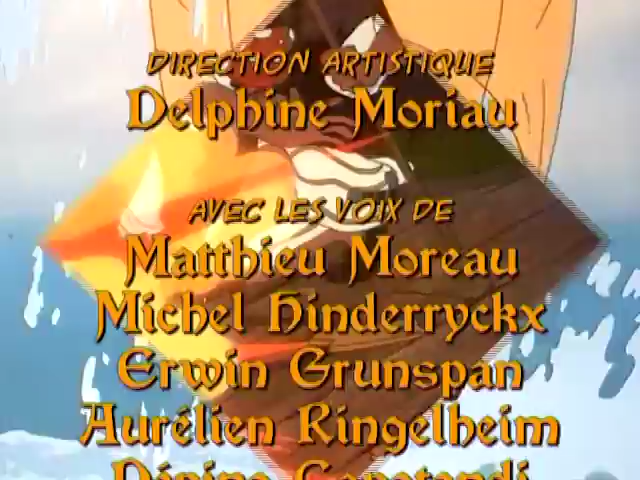 DIRECTION ARTISTIQUE
Delphine Moriau
AVEC LES VOIX DE
Matthieu Moreau
Michel Hinderryckx
Erwin Grunspan
Aurélien Ringelheim